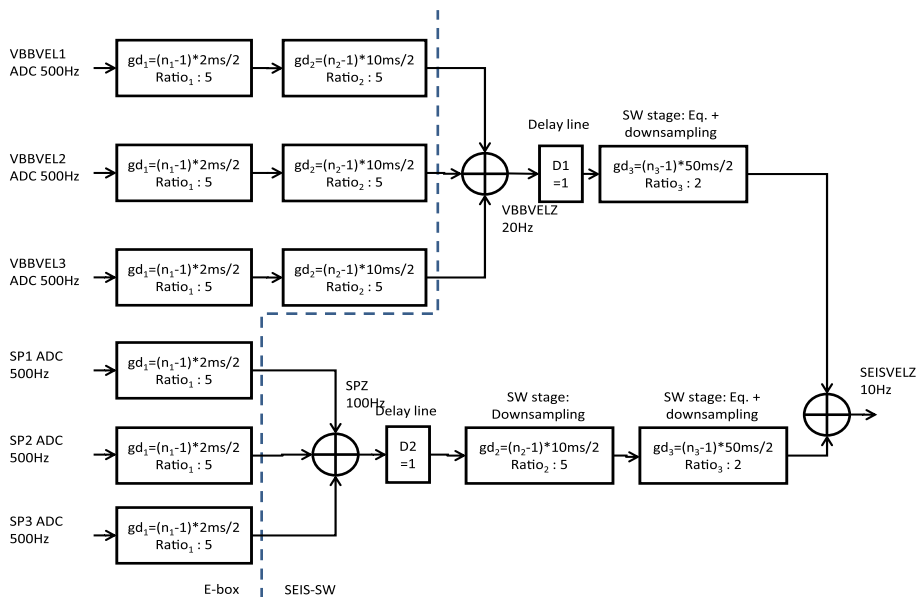 VBBVEL1
ADC 500Hz
gd₁=(n₁-1)*2ms/2
Ratio₁ : 5
gd₂=(n₂-1)*10ms/2
Ratio₂ : 5
VBBVEL2
ADC 500Hz
gd₁=(n₁-1)*2ms/2
Ratio₁ : 5
gd₂=(n₂-1)*10ms/2
Ratio₂ : 5
VBBVELZ
20Hz
Delay line
D1
=1
SW stage: Eq. +
downsampling
gd₃=(n₃-1)*50ms/2
Ratio₃ : 2
VBBVEL3
ADC 500Hz
gd₁=(n₁-1)*2ms/2
Ratio₁ : 5
gd₂=(n₂-1)*10ms/2
Ratio₂ : 5
SP1 ADC
500Hz
gd₁=(n₁-1)*2ms/2
Ratio₁ : 5
SPZ
100Hz
SP2 ADC
500Hz
gd₁=(n₁-1)*2ms/2
Ratio₁ : 5
Delay line
D2
=1
SW stage:
Downsampling
gd₂=(n₂-1)*10ms/2
Ratio₂ : 5
SW stage: Eq. +
downsampling
gd₃=(n₃-1)*50ms/2
Ratio₃ : 2
SEISVELZ
10Hz
SP3 ADC
500Hz
gd₁=(n₁-1)*2ms/2
Ratio₁ : 5
E-box
SEIS-SW